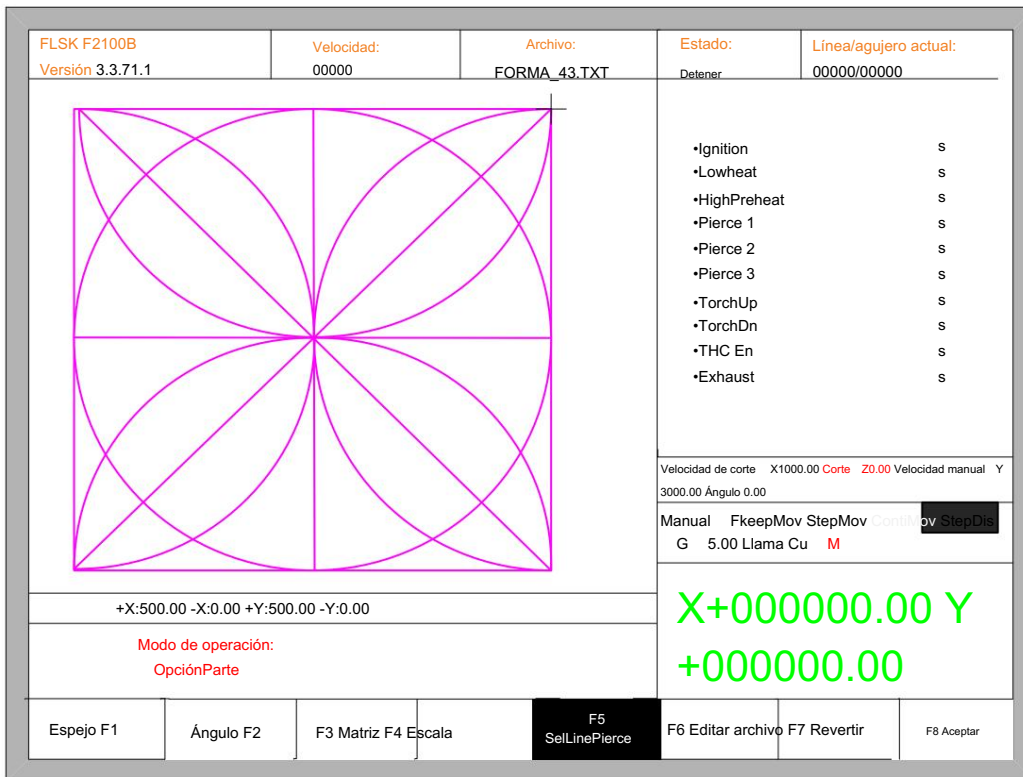 FLSK F2100B
Versión 3.3.71.1
Velocidad:
00000
Archivo:
FORMA_43.TXT
Estado:
Detener
Línea/agujero actual:
00000/00000
•Ignition s
•Lowheat s
•HighPreheat s
•Pierce 1 s
•Pierce 2 s
•Pierce 3 s
•TorchUp s
•TorchDn s
•THC En s
•Exhaust s
Velocidad de corte X1000.00 Corte Z0.00 Velocidad manual Y
3000.00 Ángulo 0.00
Manual FkeepMov StepMov ContiMov StepDis
G 5.00 Llama Cu M
+X:500.00 -X:0.00 +Y:500.00 -Y:0.00
Modo de operación:
OpciónParte
X+000000.00 Y
+000000.00
Espejo F1
Ángulo F2
F3 Matriz F4 Escala
F5
SelLinePierce
F6 Editar archivo F7 Revertir
F8 Aceptar